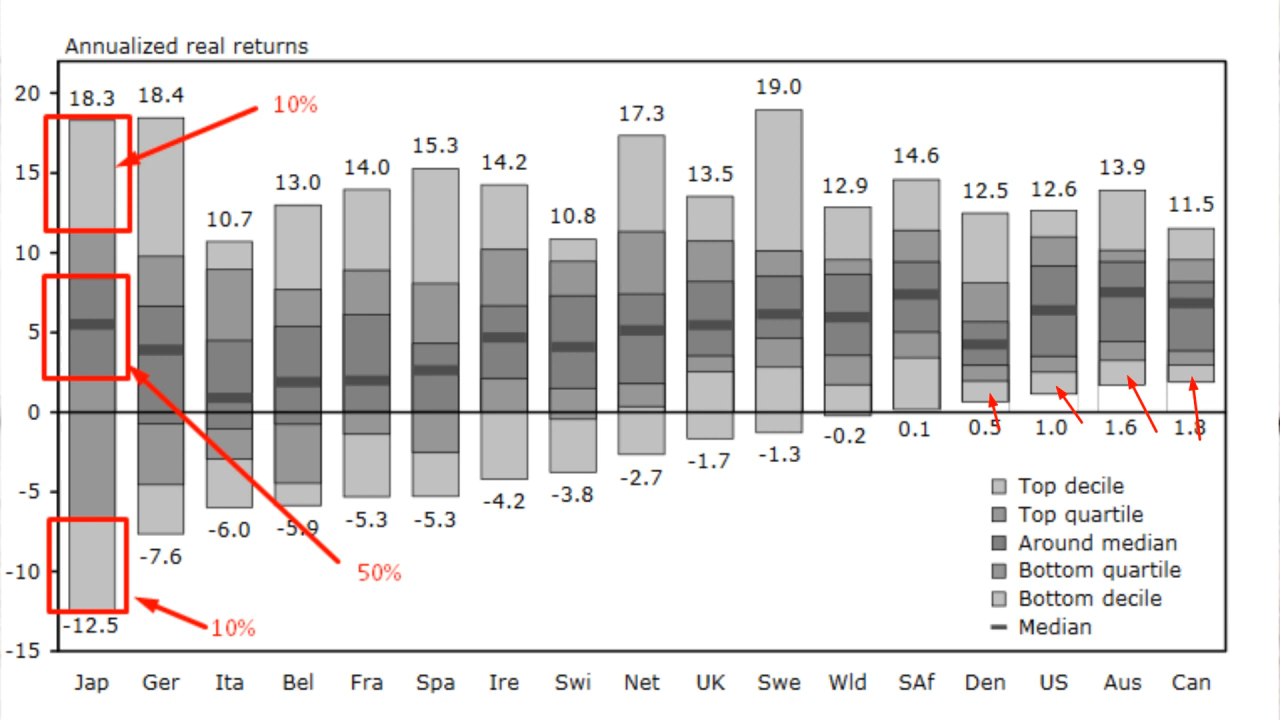 Annualized real returns
20
15
10
5
0
-5
-10
-15
18.3 18.4 10.7 13.0 14.0 15.3 14.2 10.8 17.3 13.5 19.0 12.9 14.6 12.5 12.6 13.9 11.5
10%
-12.5 -7.6 -6.0 -5.9 -5.3 -5.3 -4.2 -3.8 -2.7 -1.7 -1.3 -0.2 0.1 0.5 1.0 1.6 1.8
50%
10%
Top decile
Top quartile
Around median
Bottom quartile
Bottom decile
Median
Jap Ger Ita Bel Fra Spa Ire Swi Net UK Swe Wld SAf Den US Aus Can